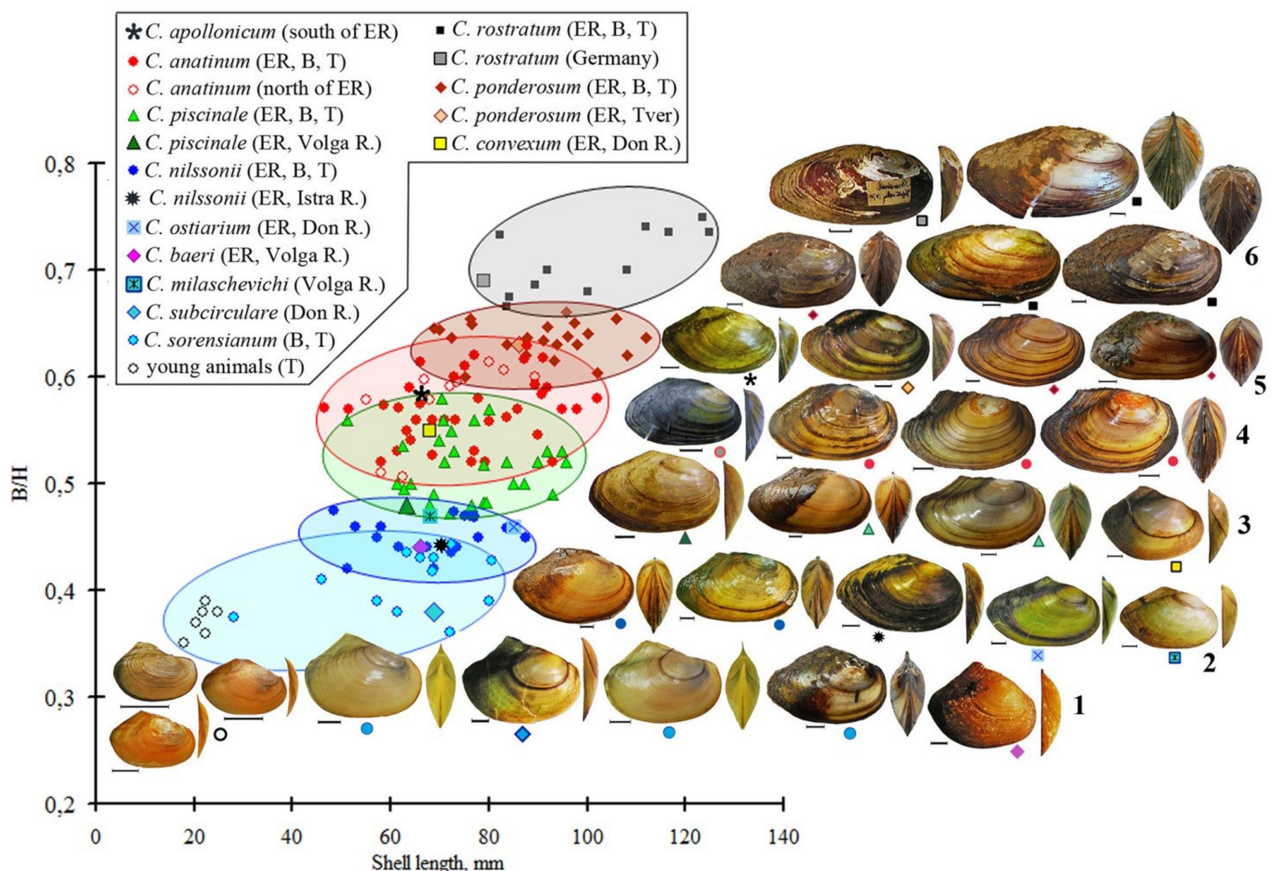 C. apollonicum (south of ER)
C. anatinum (ER, B, T)
C. anatinum (north of ER)
C. piscinale (ER, B, T)
C. piscinale (ER, Volga R.)
C. nilssonii (ER, B, T)
C. nilssonii (ER, Istra R.)
C. ostiarium (ER, Don R.)
C. baeri (ER, Volga R.)
C. milaschevichi (Volga R.)
C. subcirculare (Don R.)
C. sorensianum (B, T)
young animals (T)
C. rostratum (ER, B, T)
C. rostratum (Germany)
C. ponderosum (ER, B, T)
C. ponderosum (ER, Tver)
C. convexum (ER, Don R.)
0,8
0,7
0,6
0,5
0,4
0,3
0,2
B/H
6
5
4
3
2
1
0 20 40 60 80 100 120 140
Shell length, mm